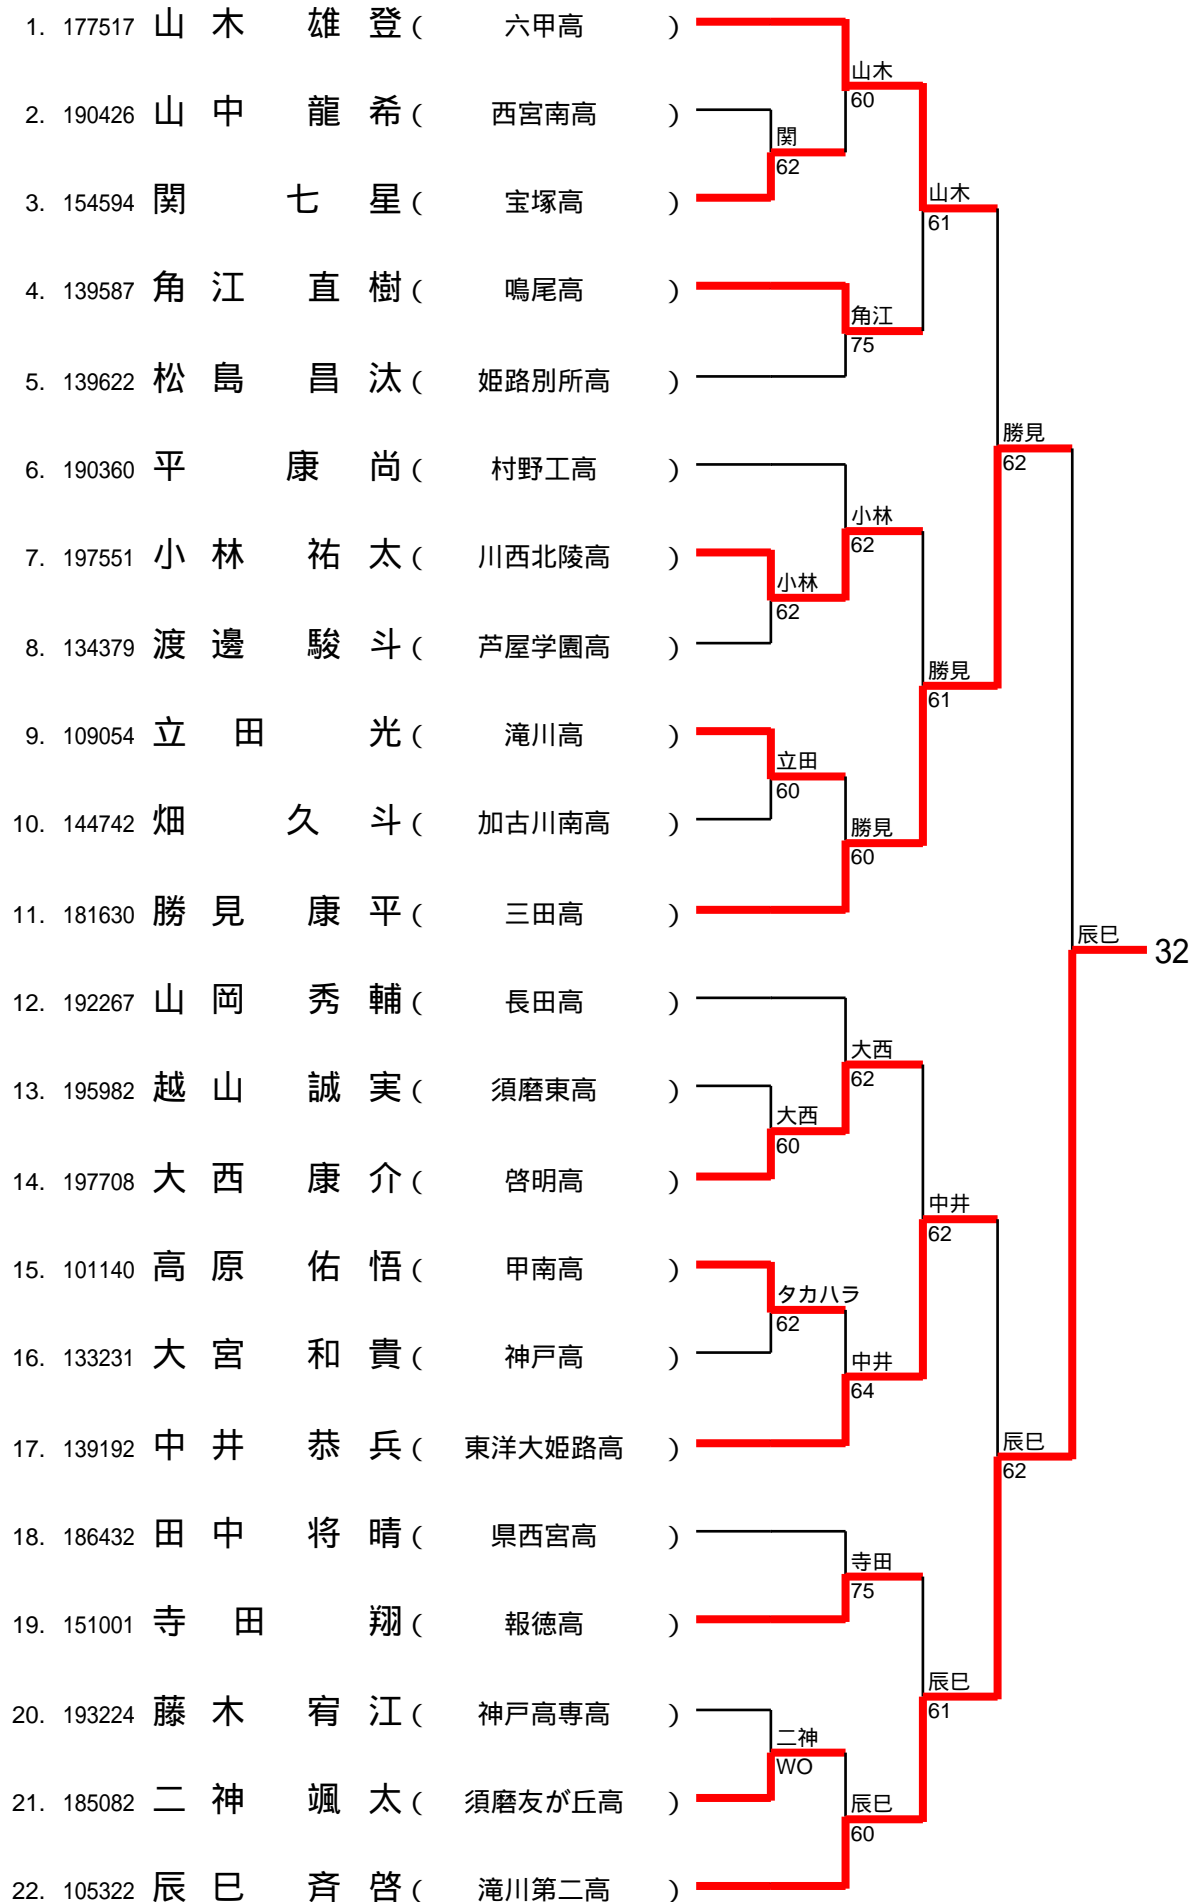 1. 177517 山 木 雄 登 ( 六甲高 )
山木
60
2. 190426 山 中 龍 希 ( 西宮南高 )
関
62
3. 154594 関 七 星 ( 宝塚高 )
山木
61
4. 139587 角 江 直 樹 ( 鳴尾高 )
角江
75
5. 139622 松 島 昌 汰 ( 姫路別所高 )
勝見
62
6. 190360 平 康 尚 ( 村野工高 )
小林
62
7. 197551 小 林 祐 太 ( 川西北陵高 )
小林
62
8. 134379 渡 邊 駿 斗 ( 芦屋学園高 )
勝見
61
9. 109054 立 田 光 ( 滝川高 )
立田
60
10. 144742 畑 久 斗 ( 加古川南高 )
勝見
60
11. 181630 勝 見 康 平 ( 三田高 )
辰巳
32
12. 192267 山 岡 秀 輔 ( 長田高 )
大西
62
13. 195982 越 山 誠 実 ( 須磨東高 )
大西
60
14. 197708 大 西 康 介 ( 啓明高 )
中井
62
15. 101140 高 原 佑 悟 ( 甲南高 )
タカハラ
62
16. 133231 大 宮 和 貴 ( 神戸高 )
中井
64
17. 139192 中 井 恭 兵 ( 東洋大姫路高 )
辰巳
62
18. 186432 田 中 将 晴 ( 県西宮高 )
寺田
75
19. 151001 寺 田 翔 ( 報徳高 )
辰巳
61
20. 193224 藤 木 宥 江 ( 神戸高専高 )
二神
WO
21. 185082 二 神 颯 太 ( 須磨友が丘高 )
辰巳
60
22. 105322 辰 巳 斉 啓 ( 滝川第二高 )